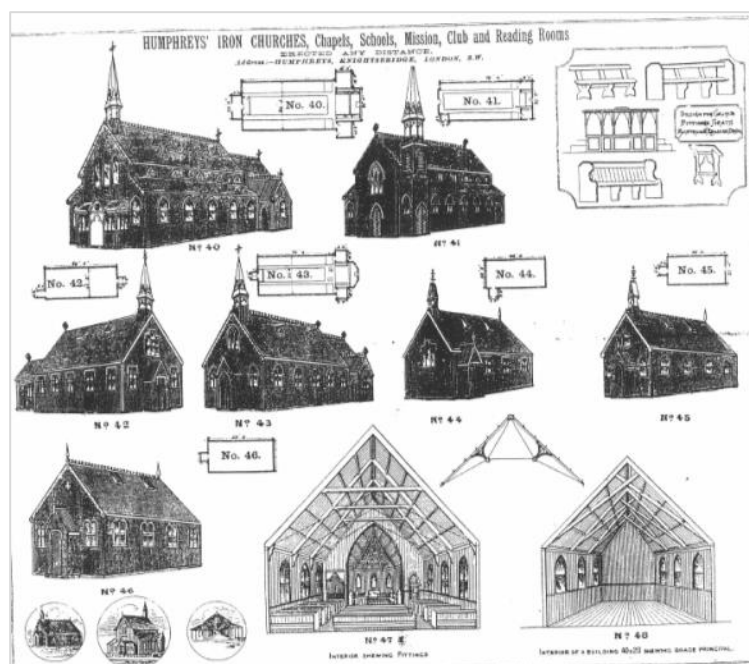 HUMPHREYS' IRON CHURCHES, Chapels, Schools, Mission, Club and Reading Rooms
ERECTED ANY DISTANCE.
Address:—HUMPHREYS, KNIGHTSBRIDGE, LONDON, S.W.
No. 40.
No. 41.
Nº 40
Nº 41
No. 42.
No. 43.
No. 44.
No. 45.
Nº 42
Nº 43
Nº 44
Nº 45
No. 46.
Nº 46
Nº 47
INTERIOR SHEWING FITTINGS
Nº 48
INTERIOR OF A BUILDING 40x20 SHEWING GRADE PRINCIPAL.